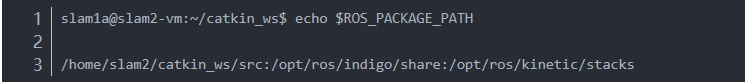 1 slam1a@slam2-vm:~/catkin_ws$ echo $ROS_PACKAGE_PATH
2
3 /home/slam2/catkin_ws/src:/opt/ros/indigo/share:/opt/ros/kinetic/stacks